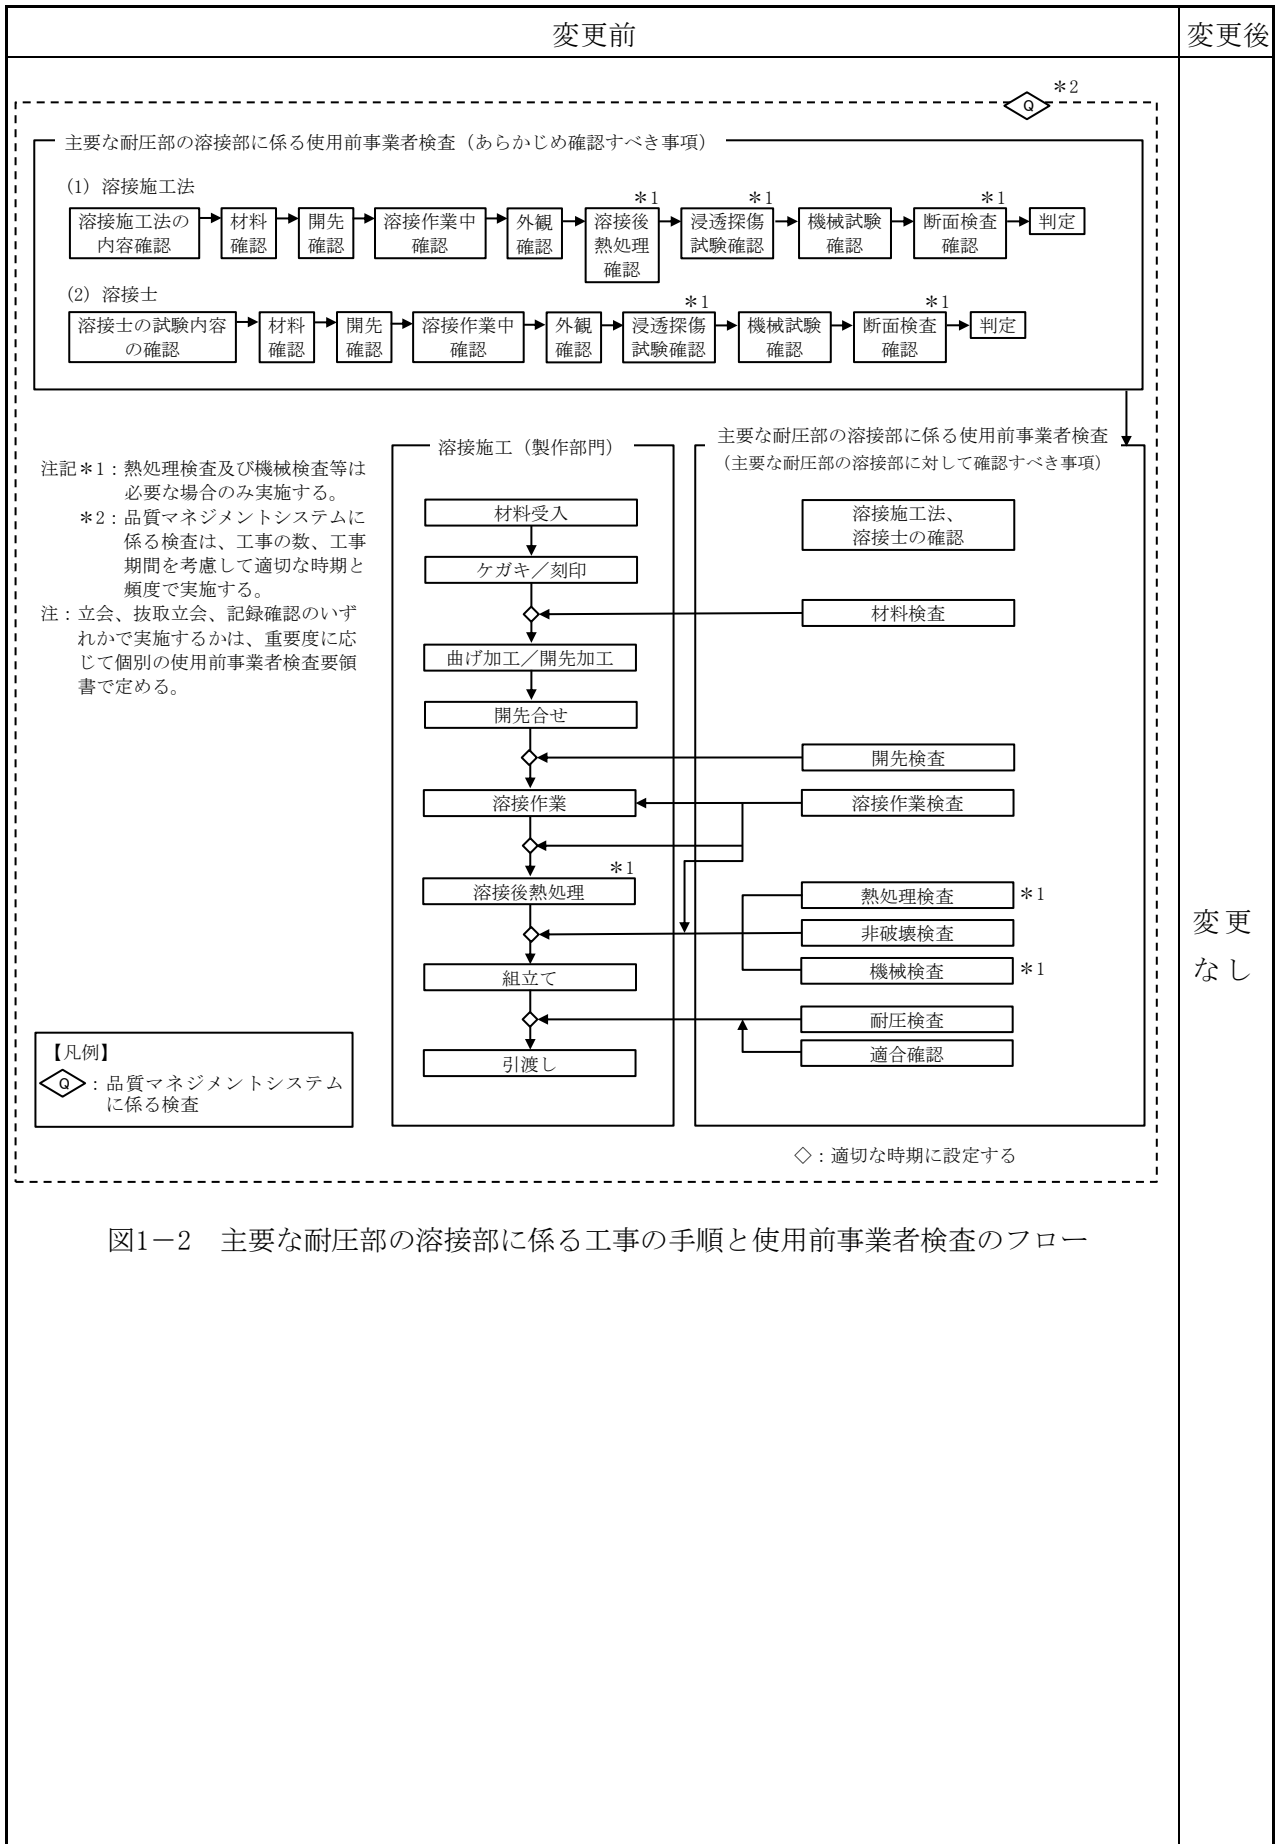 変更前
変更後
＊2
Q
主要な耐圧部の溶接部に係る使用前事業者検査（あらかじめ確認すべき事項）
(1) 溶接施工法
＊1
＊1
＊1
溶接施工法の
内容確認
材料
確認
開先
確認
溶接作業中
確認
外観
確認
溶接後
熱処理
確認
浸透探傷
試験確認
機械試験
確認
断面検査
確認
判定
(2) 溶接士
＊1
＊1
溶接士の試験内容
の確認
材料
確認
開先
確認
溶接作業中
確認
外観
確認
浸透探傷
試験確認
機械試験
確認
断面検査
確認
判定
注記＊1：熱処理検査及び機械検査等は
必要な場合のみ実施する。
＊2：品質マネジメントシステムに
係る検査は、工事の数、工事
期間を考慮して適切な時期と
頻度で実施する。
注：立会、抜取立会、記録確認のいず
れかで実施するかは、重要度に応
じて個別の使用前事業者検査要領
書で定める。
溶接施工（製作部門）
材料受入
ケガキ／刻印
曲げ加工／開先加工
開先合せ
溶接作業
＊1
溶接後熱処理
組立て
引渡し
主要な耐圧部の溶接部に係る使用前事業者検査
（主要な耐圧部の溶接部に対して確認すべき事項）
溶接施工法、
溶接士の確認
材料検査
開先検査
溶接作業検査
熱処理検査
＊1
非破壊検査
機械検査
＊1
耐圧検査
適合確認
【凡例】
Q
：品質マネジメントシステム
に係る検査
◇：適切な時期に設定する
変更
なし
図1－2　主要な耐圧部の溶接部に係る工事の手順と使用前事業者検査のフロー